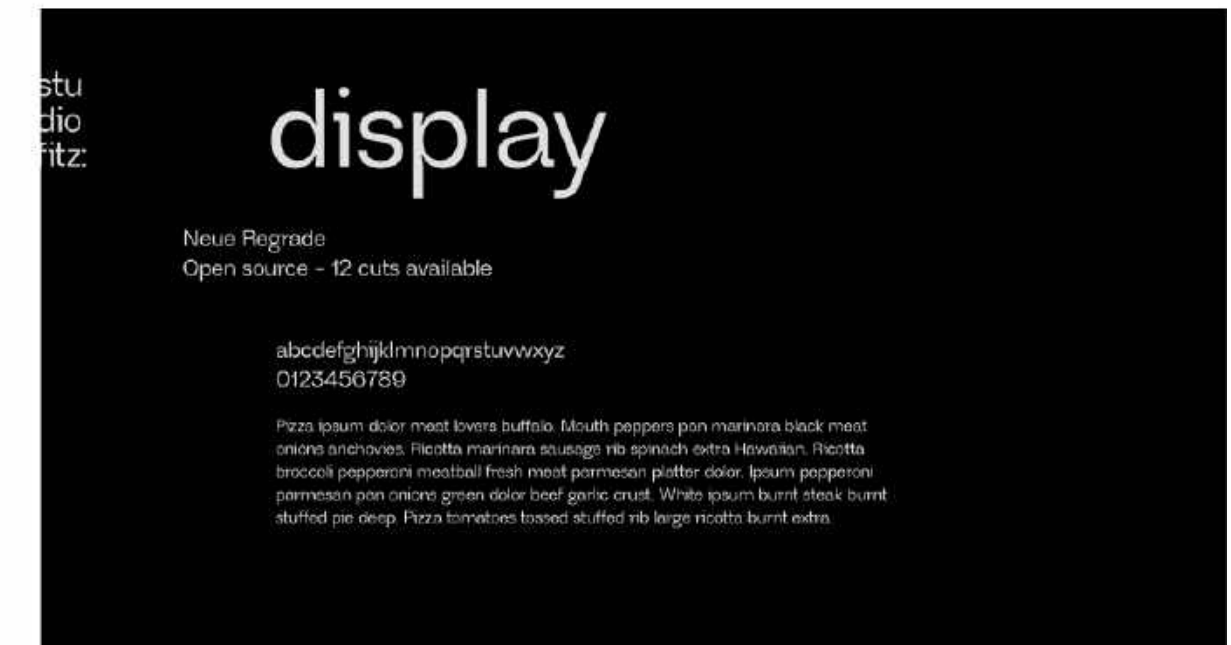 stu
dio
fitz:
display
Neue Regrade
Open source - 12 cuts available
abcdefghijklmnopqrstuvwxyz
0123456789
Pizza ipsum dolor meat lovers buffalo. Mouth peppers pan marinara black meat
onions anchovies. Ricotta marinara sausage rib spinach extra Hawaiian. Ricotta
broccoli pepperoni meatball fresh meat parmesan platter dolor. Ipsum pepperoni
parmesan pan onions green dolor beef garlic crust. White ipsum burnt steak burnt
stuffed pie deep. Pizza tomatoes tossed stuffed rib large ricotta burnt extra.